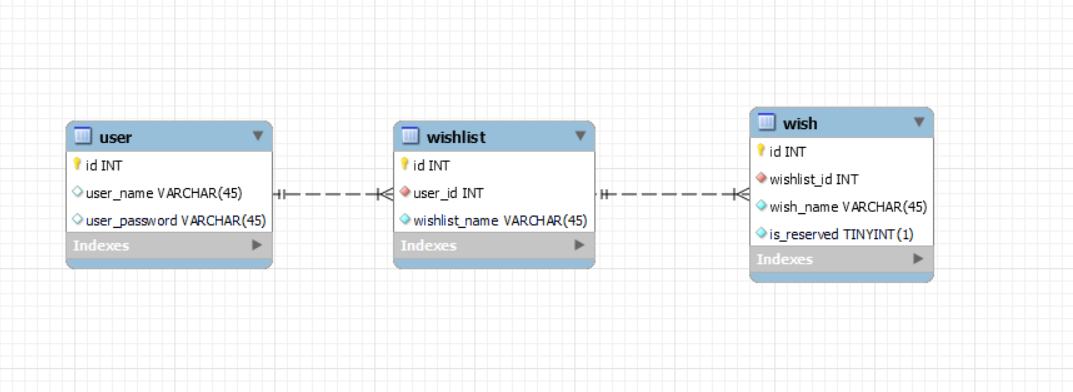 user
id INT
user_name VARCHAR(45)
user_password VARCHAR(45)
Indexes
wishlist
id INT
user_id INT
wishlist_name VARCHAR(45)
Indexes
wish
id INT
wishlist_id INT
wish_name VARCHAR(45)
is_reserved TINYINT(1)
Indexes